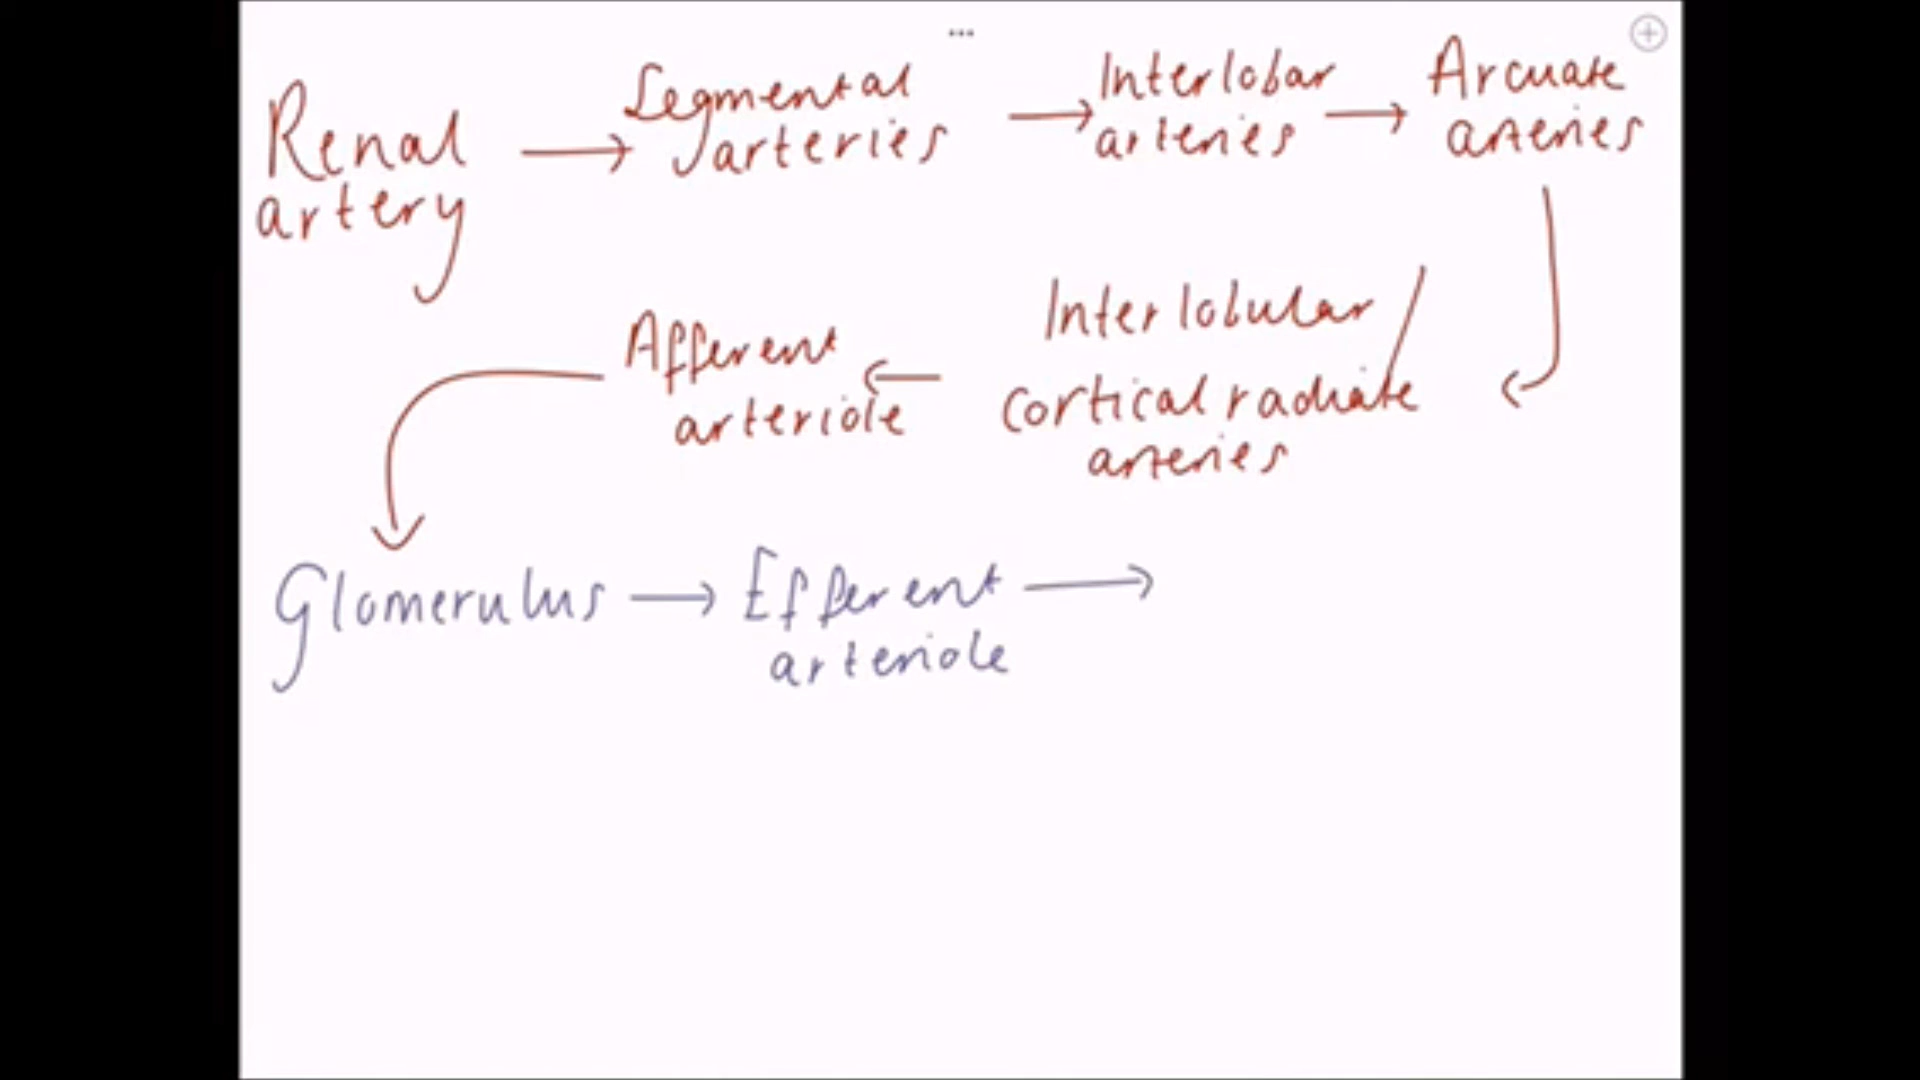 Renal
artery
Segmental
arteries
Interlobar
arteries
Arcuate
arteries
Interlobular /
cortical radiate
arteries
Afferent
arteriole
Glomerulus
Efferent
arteriole